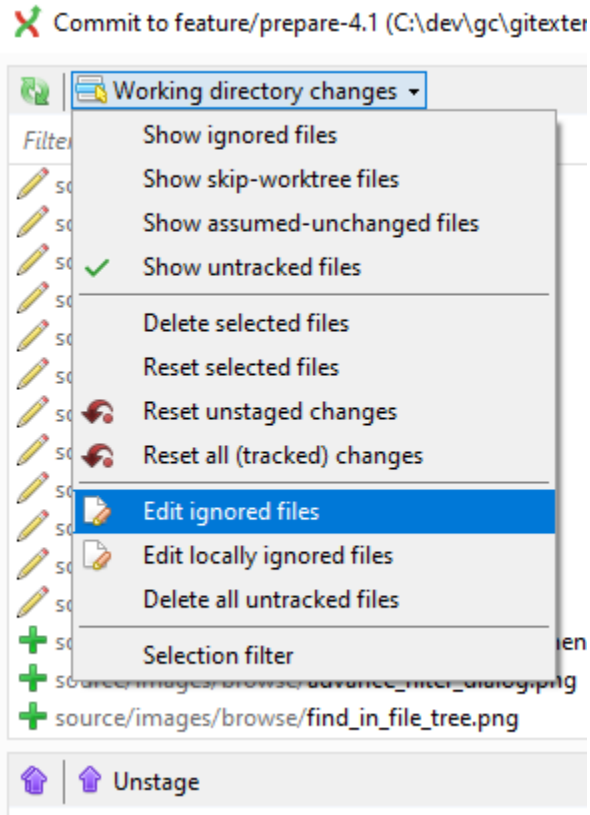 Commit to feature/prepare-4.1 (C:\dev\gc\gitexter
Working directory changes
Filter
Show ignored files
Show skip-worktree files
Show assumed-unchanged files
Show untracked files
Delete selected files
Reset selected files
Reset unstaged changes
Reset all (tracked) changes
Edit ignored files
Edit locally ignored files
Delete all untracked files
Selection filter
source/images/browse/advance_filter_dialog.png
source/images/browse/find_in_file_tree.png
Unstage